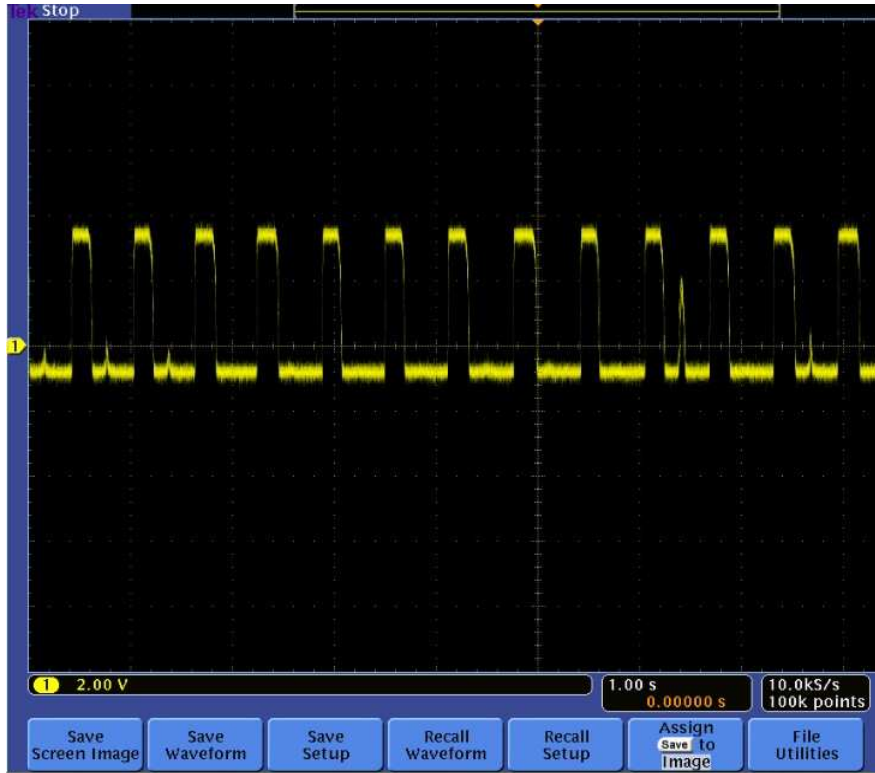 Tek Stop
1
1 2.00 V
1.00 s
0.00000 s
10.0kS/s
100k points
Save
Screen Image
Save
Waveform
Save
Setup
Recall
Waveform
Recall
Setup
Assign
Save to
Image
File
Utilities